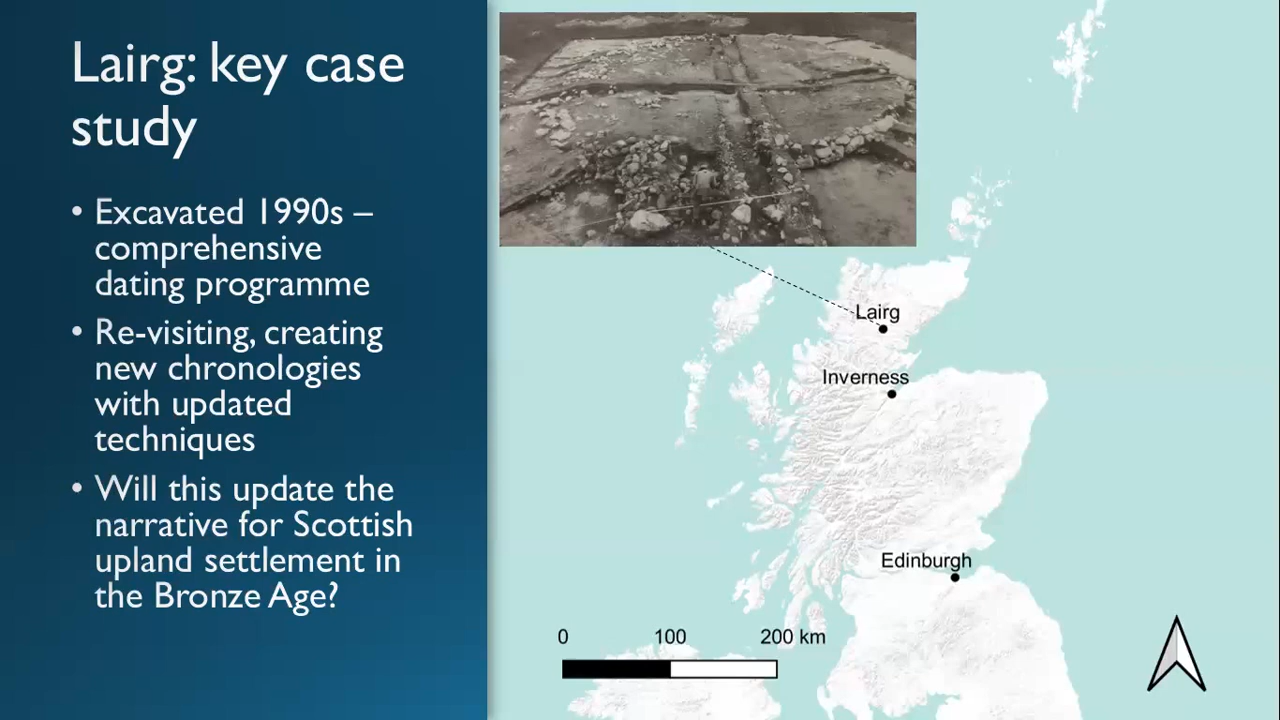 Lairg: key case
study
• Excavated 1990s –
comprehensive
dating programme
• Re-visiting, creating
new chronologies
with updated
techniques
• Will this update the
narrative for Scottish
upland settlement in
the Bronze Age?
Lairg
Inverness
Edinburgh
0 100 200 km